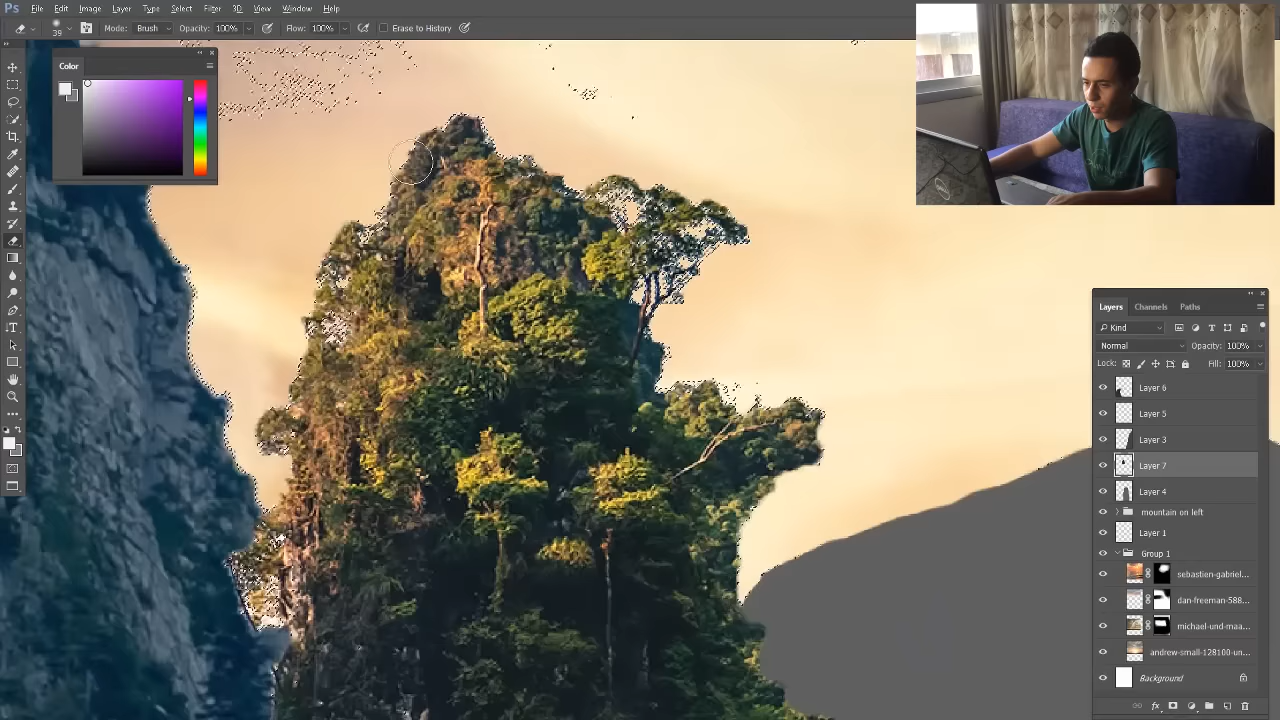 Ps File Edit Image Layer Type Select Filter 3D View Window Help
39 Mode: Brush Opacity: 100% Flow: 100% Erase to History
Color
Layers Channels Paths
Kind
Normal Opacity: 100%
Lock: Fill: 100%
Layer 6
Layer 5
Layer 3
Layer 7
Layer 4
mountain on left
Layer 1
Group 1
sebastien-gabriel...
dan-freeman-588...
michael-und-maa...
andrew-small-128100-un...
Background
fx